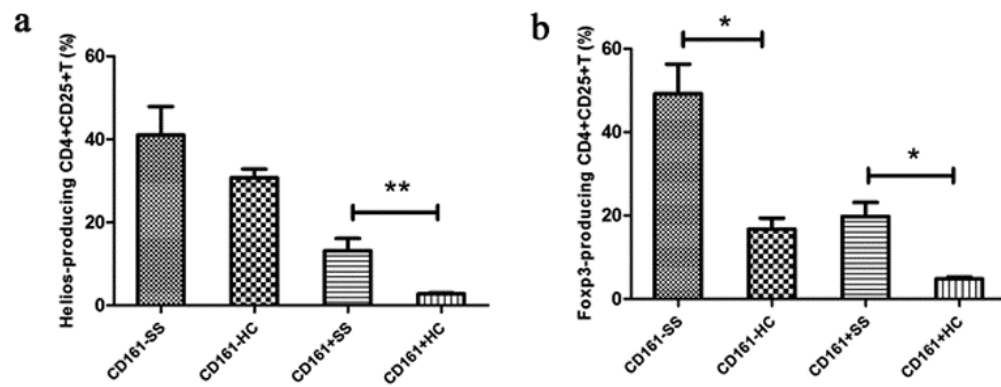 a
Helios-producing CD4+CD25+T (%)
60
40
20
0
**
CD161-SS
CD161-HC
CD161+SS
CD161+HC
b
Foxp3-producing CD4+CD25+T (%)
60
40
20
0
*
*
CD161-SS
CD161-HC
CD161+SS
CD161+HC